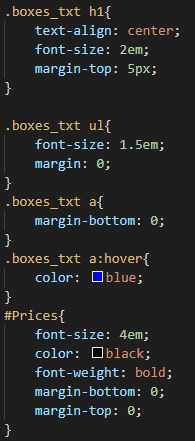 .boxes_txt h1{
    text-align: center;
    font-size: 2em;
    margin-top: 5px;
}

.boxes_txt ul{
    font-size: 1.5em;
    margin: 0;
}
.boxes_txt a{
    margin-bottom: 0;
}
.boxes_txt a:hover{
    color: blue;
}
#Prices{
    font-size: 4em;
    color: black;
    font-weight: bold;
    margin-bottom: 0;
    margin-top: 0;
}